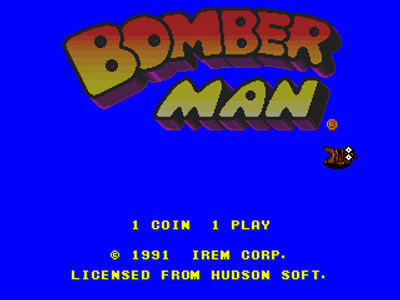 BOMBER
MAN®
1 COIN 1 PLAY
© 1991 IREM CORP.
LICENSED FROM HUDSON SOFT.